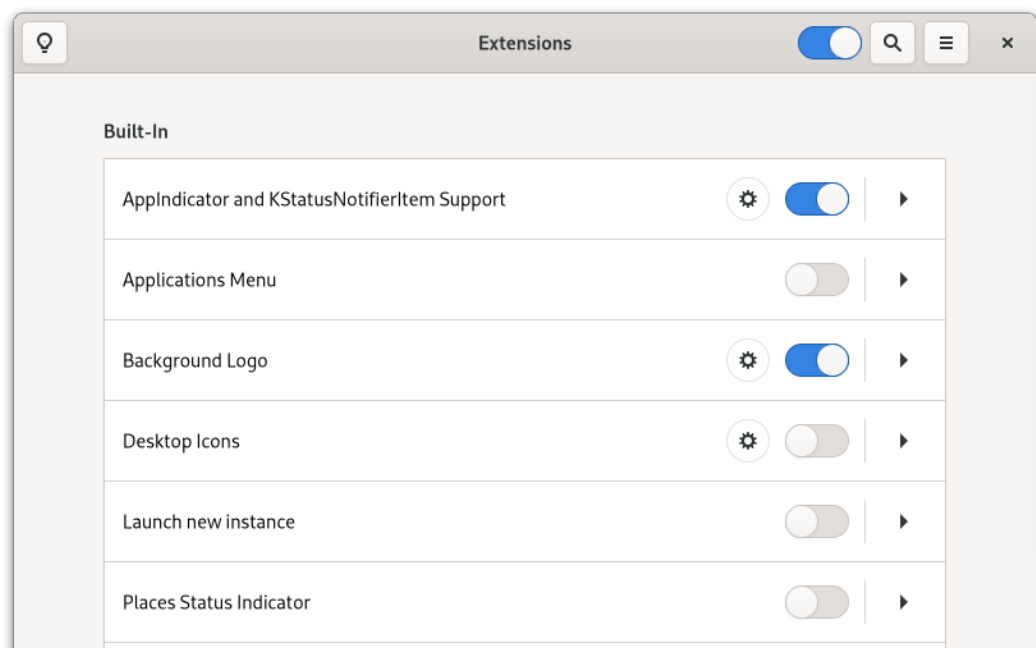 Extensions
Built-In
AppIndicator and KStatusNotifierItem Support
Applications Menu
Background Logo
Desktop Icons
Launch new instance
Places Status Indicator